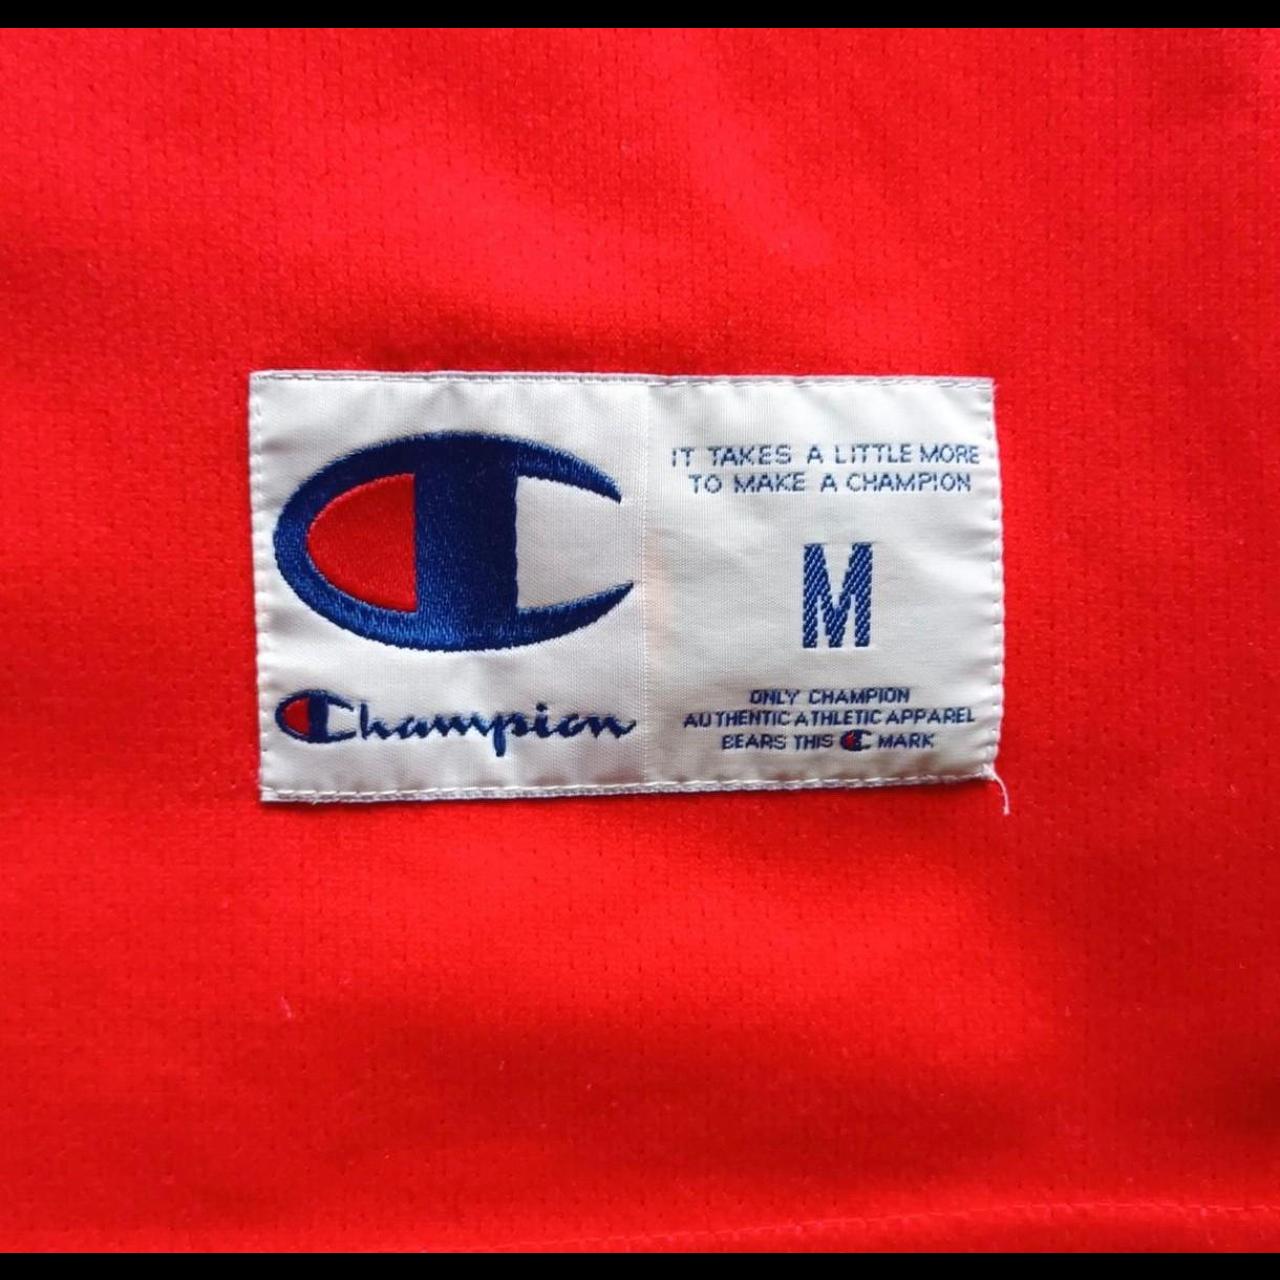 Champion
IT TAKES A LITTLE MORE
TO MAKE A CHAMPION
M
ONLY CHAMPION
AUTHENTIC ATHLETIC APPAREL
BEARS THIS C MARK